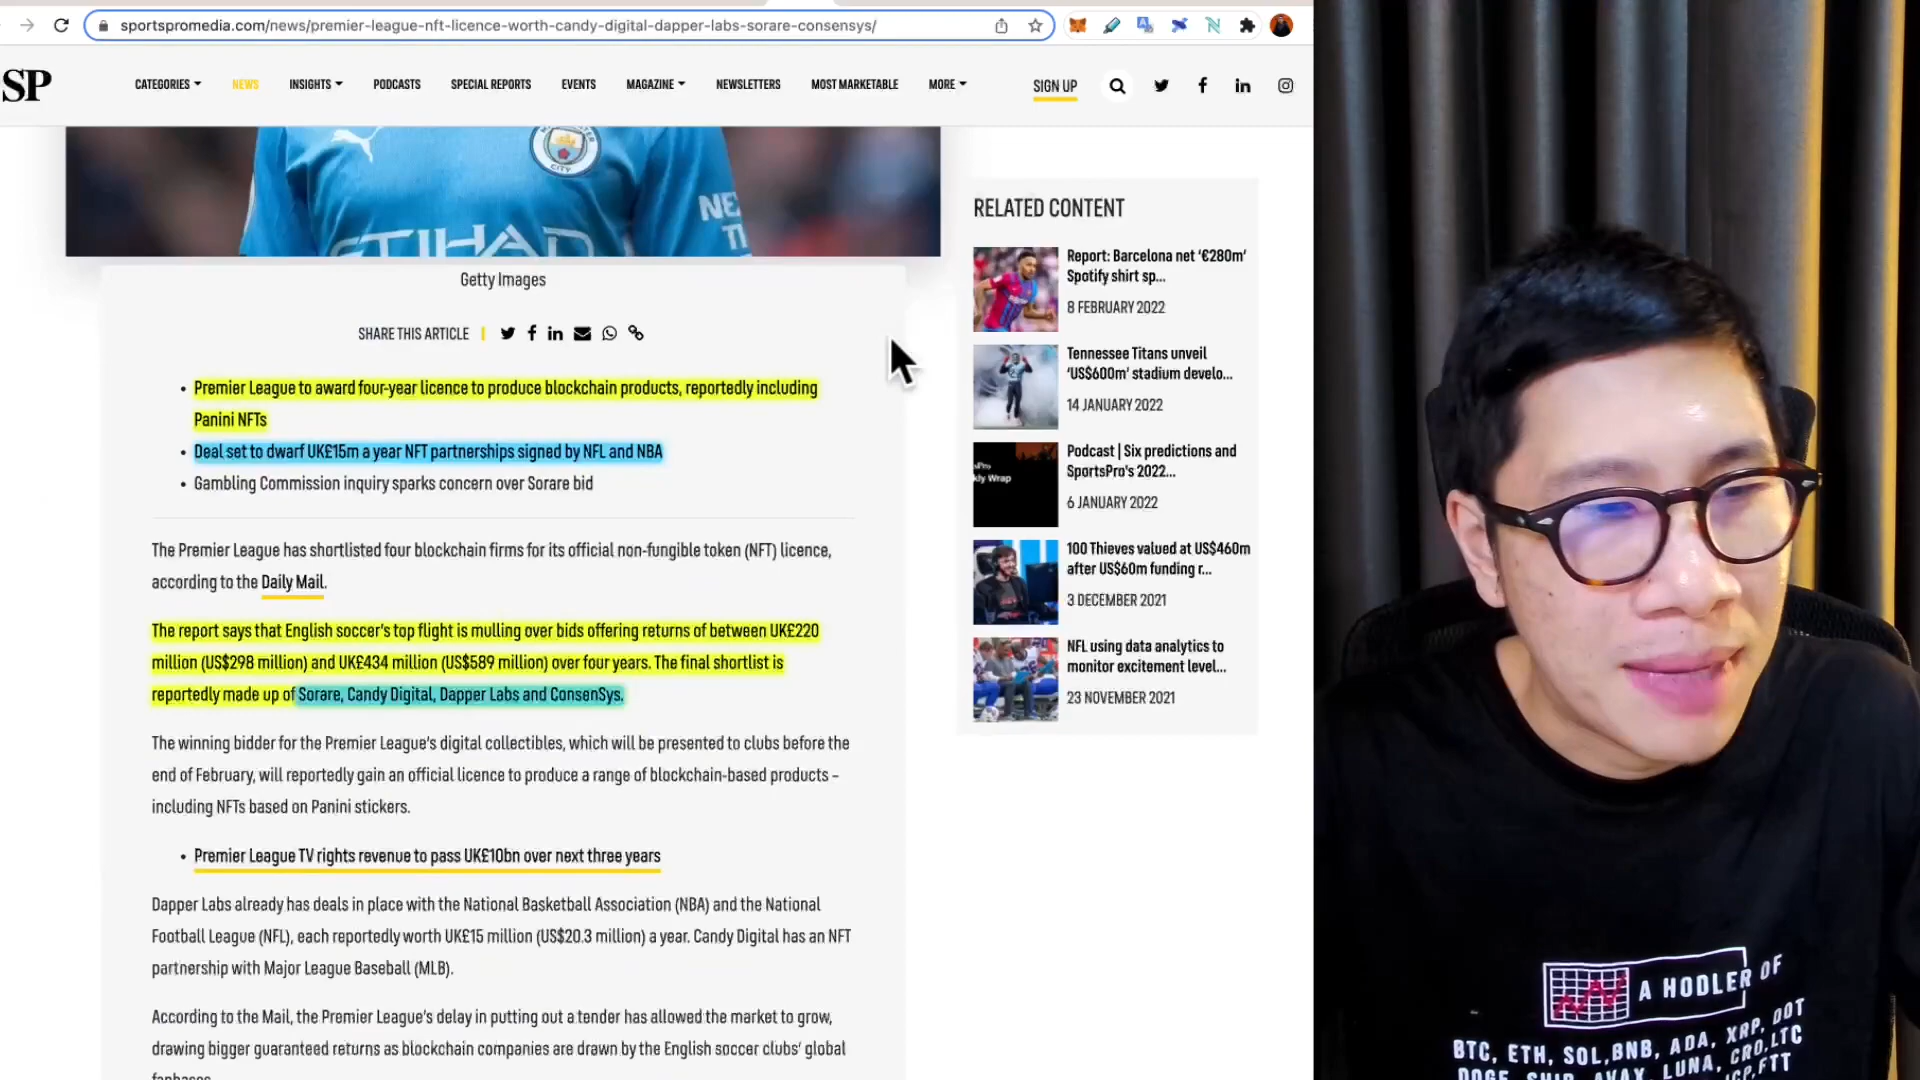 sportspromedia.com/news/premier-league-nft-licence-worth-candy-digital-dapper-labs-sorare-consensys/
SP
CATEGORIES
NEWS
INSIGHTS
PODCASTS
SPECIAL REPORTS
EVENTS
MAGAZINE
NEWSLETTERS
MOST MARKETABLE
MORE
SIGN UP
CITY
ETIHAD
Getty Images
SHARE THIS ARTICLE
• Premier League to award four-year licence to produce blockchain products, reportedly including
Panini NFTs
• Deal set to dwarf UK£15m a year NFT partnerships signed by NFL and NBA
• Gambling Commission inquiry sparks concern over Sorare bid
The Premier League has shortlisted four blockchain firms for its official non-fungible token (NFT) licence,
according to the Daily Mail.
The report says that English soccer's top flight is mulling over bids offering returns of between UK£220
million (US$298 million) and UK£434 million (US$589 million) over four years. The final shortlist is
reportedly made up of Sorare, Candy Digital, Dapper Labs and ConsenSys.
The winning bidder for the Premier League's digital collectibles, which will be presented to clubs before the
end of February, will reportedly gain an official licence to produce a range of blockchain-based products –
including NFTs based on Panini stickers.
• Premier League TV rights revenue to pass UK£10bn over next three years
Dapper Labs already has deals in place with the National Basketball Association (NBA) and the National
Football League (NFL), each reportedly worth UK£15 million (US$20.3 million) a year. Candy Digital has an NFT
partnership with Major League Baseball (MLB).
According to the Mail, the Premier League's delay in putting out a tender has allowed the market to grow,
drawing bigger guaranteed returns as blockchain companies are drawn by the English soccer clubs' global
fanbases
RELATED CONTENT
Report: Barcelona net '€280m'
Spotify shirt sp...
8 FEBRUARY 2022
Tennessee Titans unveil
'US$600m' stadium develo...
14 JANUARY 2022
Podcast | Six predictions and
SportsPro's 2022...
6 JANUARY 2022
100 Thieves valued at US$460m
after US$60m funding r...
3 DECEMBER 2021
NFL using data analytics to
monitor excitement level...
23 NOVEMBER 2021
A HODLER OF
BTC, ETH, SOL,BNB, ADA, XRP, DOT
DOGE, SHIB, AVAX, LUNA, CRO,LTC
FTT